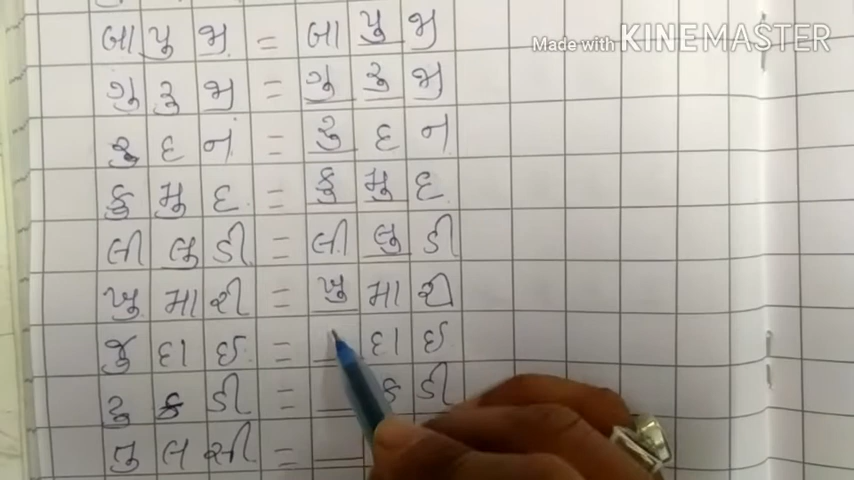 Made with KINEMASTER
બા પુ જી = બા પુ જી
ગુ રુ જી = ગુ રુ જી
રુ દ ન = રુ દ ન
કુ મુ દ = કુ મુ દ
લી લુ ડી = લી લુ ડી
ખુ મા રી = ખુ મા રી
જુ દા ઈ = _ દા ઈ
ટુ ક ડી = _ ક ડી
તુ લ સી = _